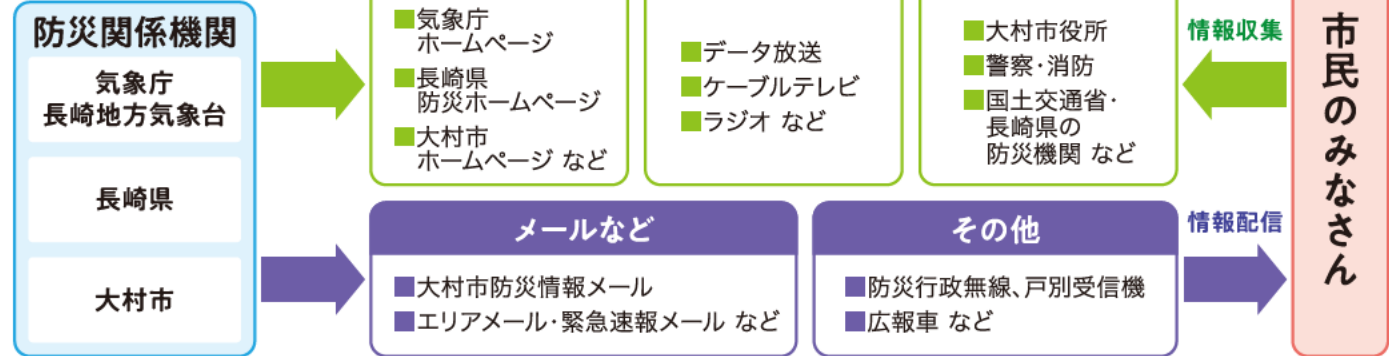 防災関係機関
気象庁
長崎地方気象台
長崎県
大村市
■気象庁
ホームページ
■長崎県
防災ホームページ
■大村市
ホームページ など
■データ放送
■ケーブルテレビ
■ラジオ など
■大村市役所
■警察・消防
■国土交通省・
長崎県の
防災機関 など
情報収集
メールなど
■大村市防災情報メール
■エリアメール・緊急速報メール など
その他
■防災行政無線、戸別受信機
■広報車 など
情報配信
市民のみなさん